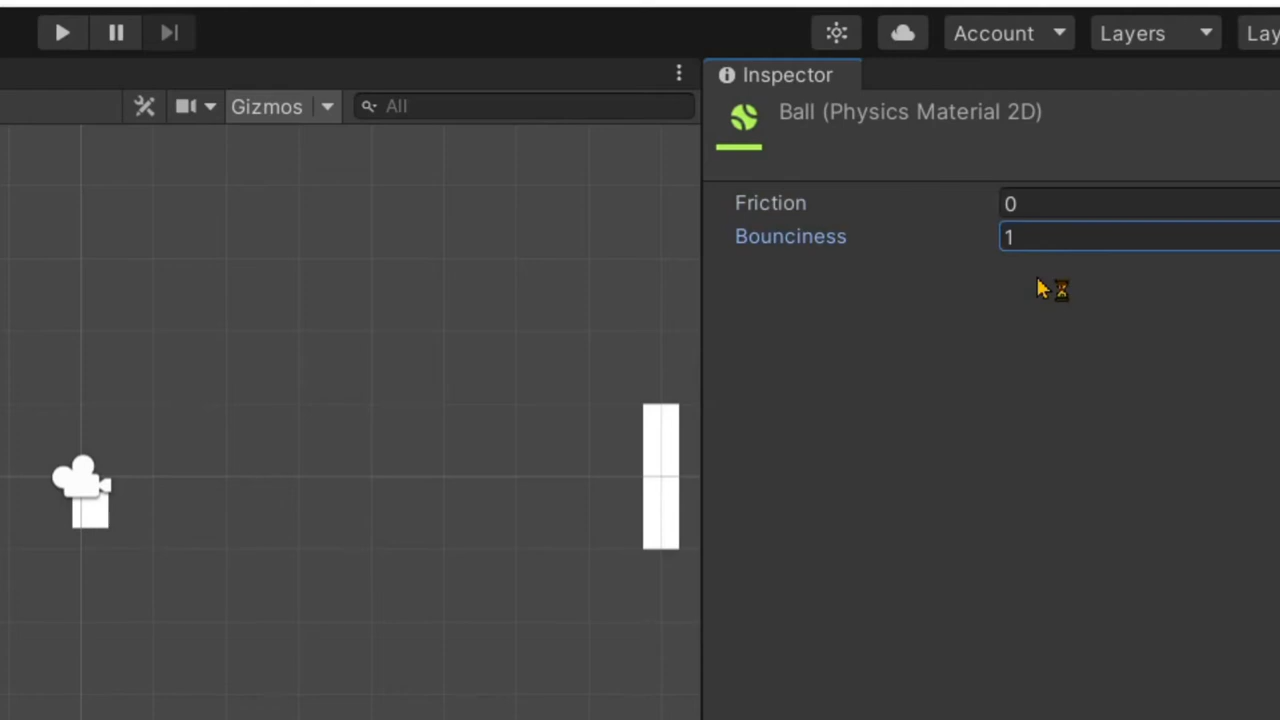 Account
Layers
Lay
Inspector
Gizmos
All
Ball (Physics Material 2D)
Friction
0
Bounciness
1